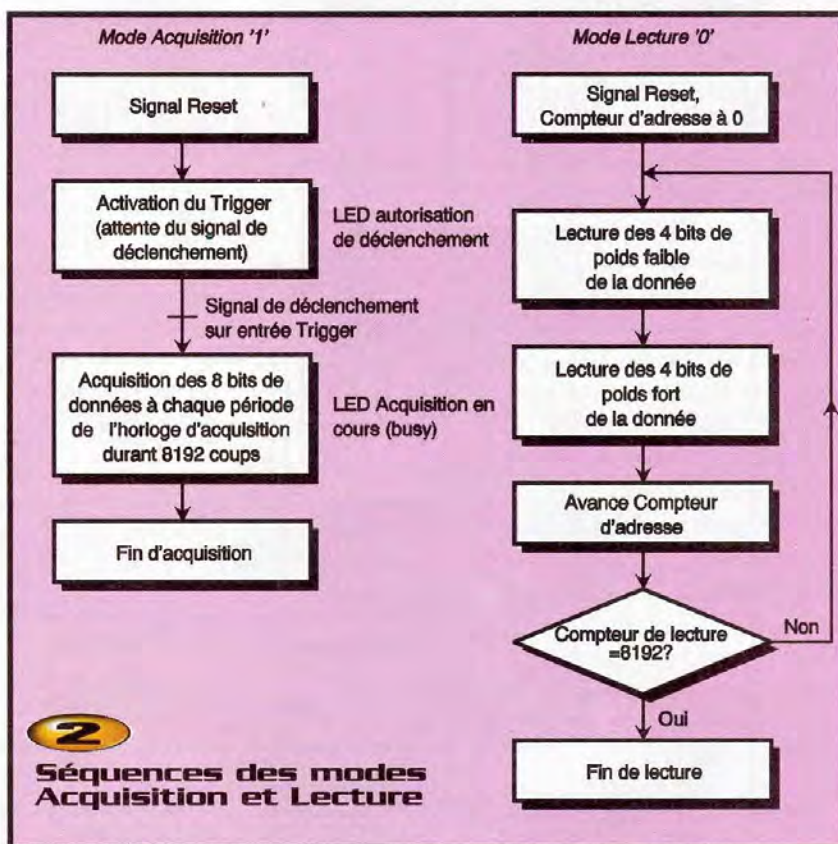 Mode Acquisition '1'
Signal Reset
Activation du Trigger
(attente du signal de
déclenchement)
LED autorisation
de déclenchement
Signal de déclenchement
sur entrée Trigger
Acquisition des 8 bits de
données à chaque période
de l'horloge d'acquisition
durant 8192 coups
LED Acquisition en
cours (busy)
Fin d'acquisition
Mode Lecture '0'
Signal Reset,
Compteur d'adresse à 0
Lecture des 4 bits de
poids faible
de la donnée
Lecture des 4 bits de
poids fort
de la donnée
Avance Compteur
d'adresse
Compteur de lecture
=8192?
Non
Oui
Fin de lecture
2
Séquences des modes
Acquisition et Lecture